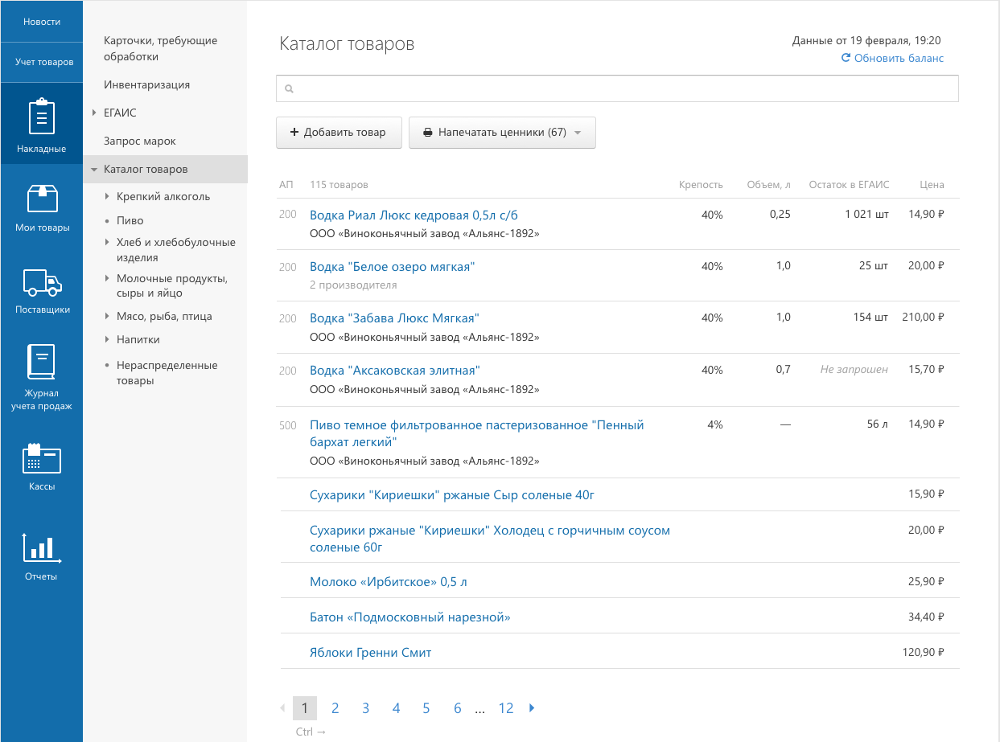 Новости
Учет товаров
Накладные
Мои товары
Поставщики
Журнал
учета продаж
Кассы
Отчеты
Карточки, требующие
обработки
Инвентаризация
ЕГАИС
Запрос марок
Каталог товаров
Крепкий алкоголь
Пиво
Хлеб и хлебобулочные
изделия
Молочные продукты,
сыры и яйцо
Мясо, рыба, птица
Напитки
Нераспределенные
товары
Каталог товаров
Данные от 19 февраля, 19:20
Обновить баланс
Добавить товар
Напечатать ценники (67)
АП 115 товаров Крепость Объем, л Остаток в ЕГАИС Цена
200 Водка Риал Люкс кедровая 0,5л с/б 40% 0,25 1 021 шт 14,90 ₽
ООО «Виноконьячный завод «Альянс-1892»
200 Водка "Белое озеро мягкая" 40% 1,0 25 шт 20,00 ₽
2 производителя
200 Водка "Забава Люкс Мягкая" 40% 1,0 154 шт 210,00 ₽
ООО «Виноконьячный завод «Альянс-1892»
200 Водка "Аксаковская элитная" 40% 0,7 Не запрошен 15,70 ₽
ООО «Виноконьячный завод «Альянс-1892»
500 Пиво темное фильтрованное пастеризованное "Пенный 4% — 56 л 14,90 ₽
бархат легкий"
ООО «Виноконьячный завод «Альянс-1892»
Сухарики "Кириешки" ржаные Сыр соленые 40г 15,90 ₽
Сухарики ржаные "Кириешки" Холодец с горчичным соусом 20,00 ₽
соленые 60г
Молоко «Ирбитское» 0,5 л 25,90 ₽
Батон «Подмосковный нарезной» 34,40 ₽
Яблоки Гренни Смит 120,90 ₽
1 2 3 4 5 6 ... 12
Ctrl →